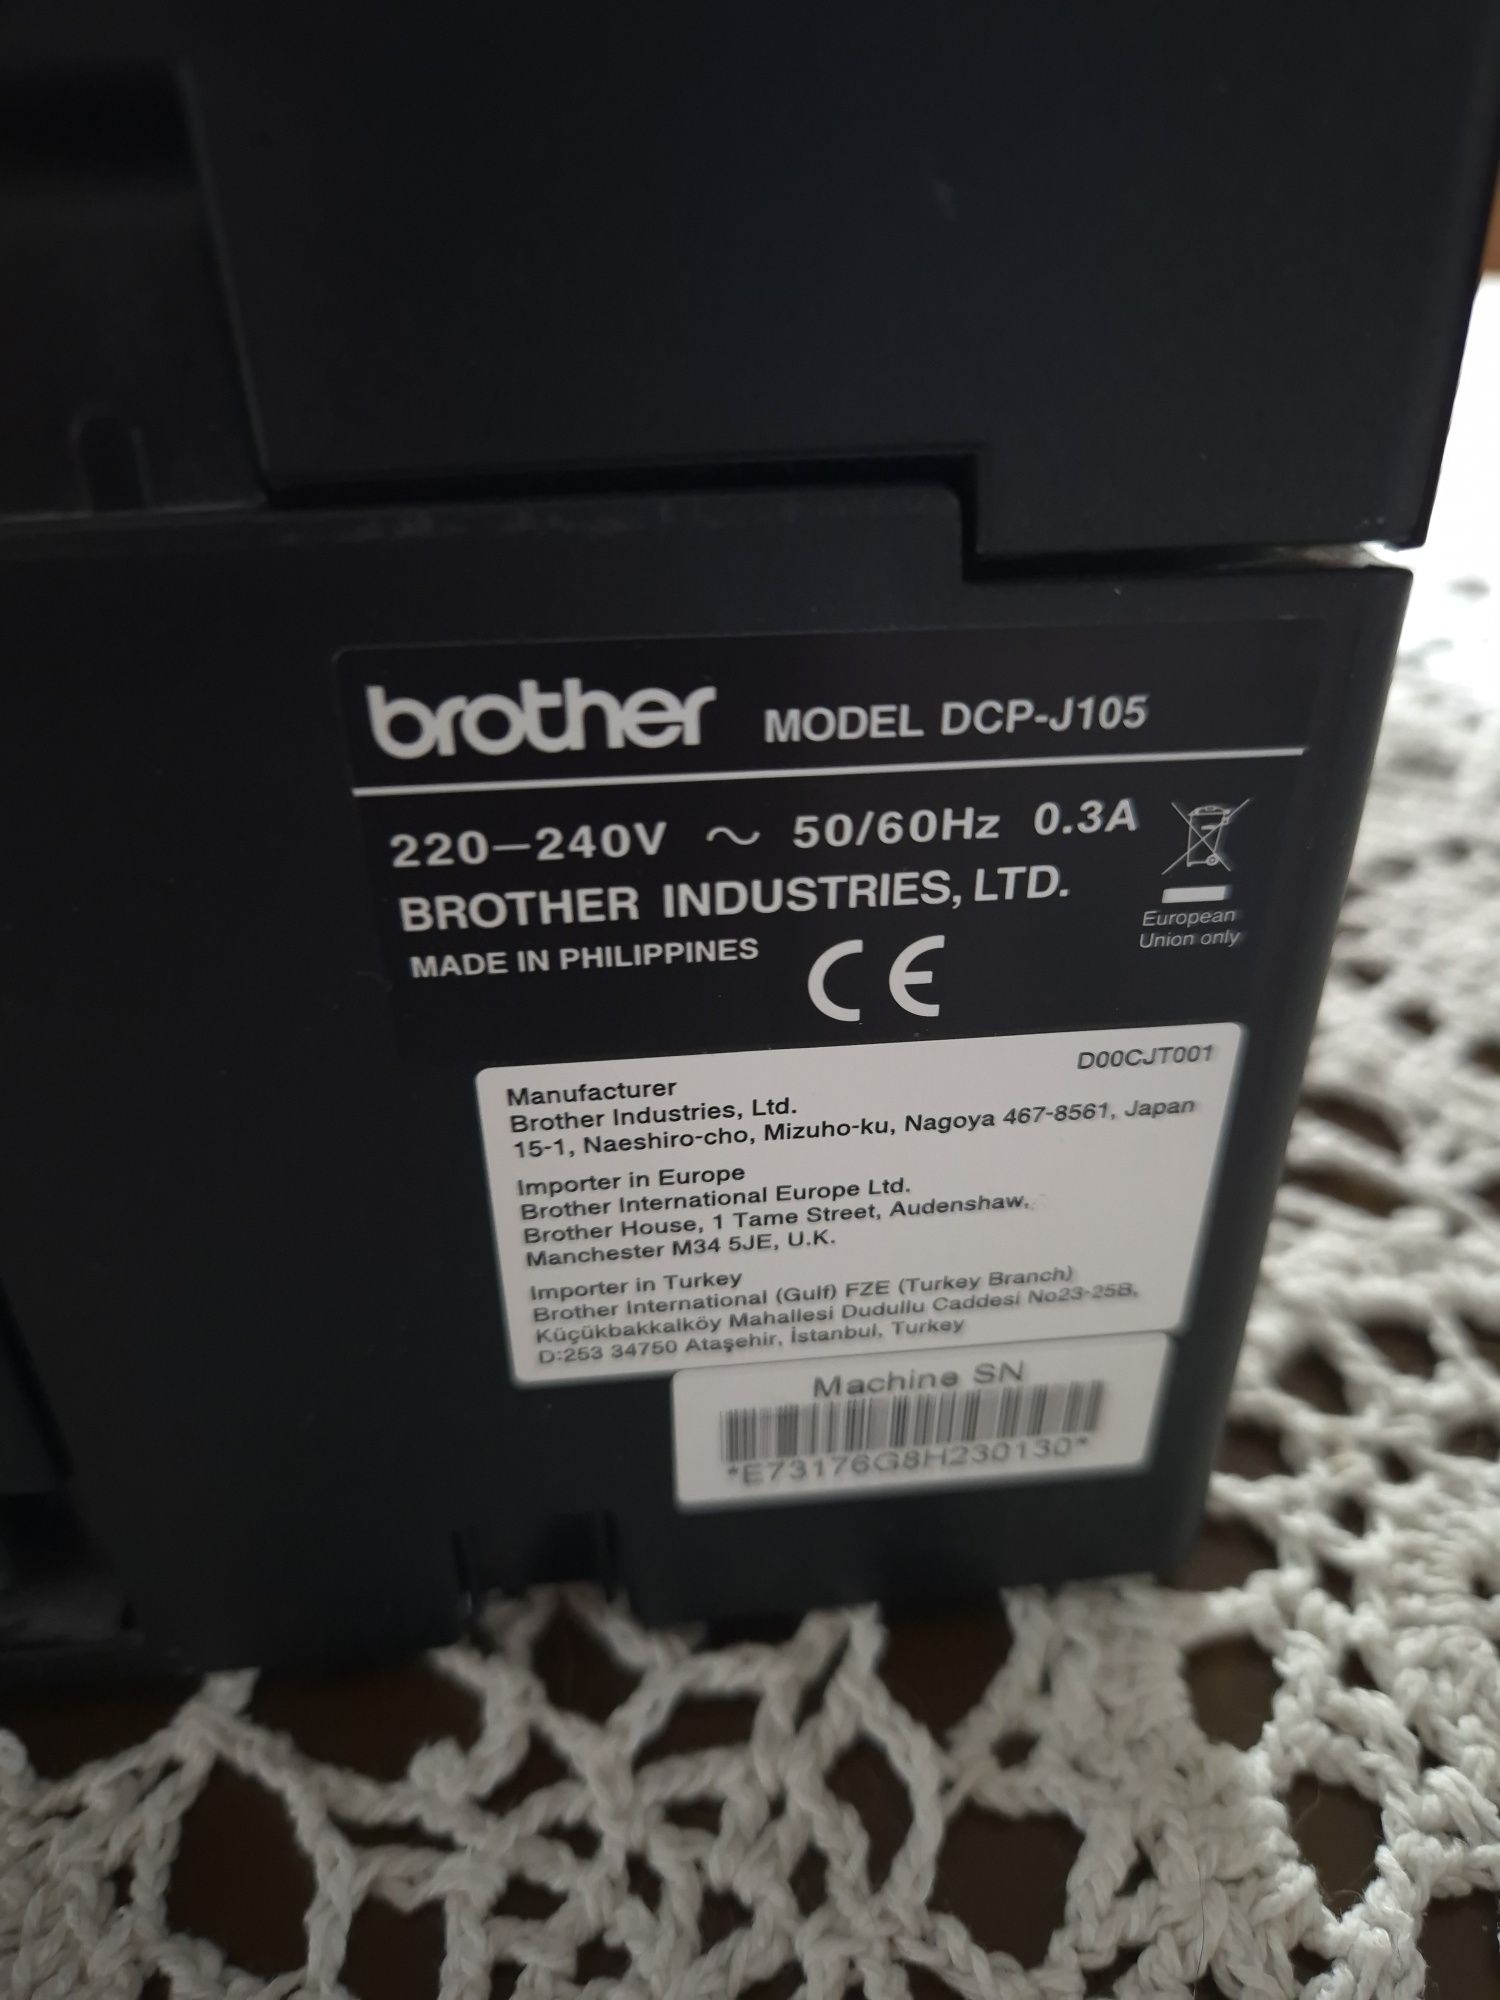 brother MODEL DCP-J105
220-240V ~ 50/60Hz 0.3A
BROTHER INDUSTRIES, LTD.
MADE IN PHILIPPINES
CE
European
Union only
D00CJT001
Manufacturer
Brother Industries, Ltd.
15-1, Naeshiro-cho, Mizuho-ku, Nagoya 467-8561, Japan
Importer in Europe
Brother International Europe Ltd.
Brother House, 1 Tame Street, Audenshaw,
Manchester M34 5JE, U.K.
Importer in Turkey
Brother International (Gulf) FZE (Turkey Branch)
Küçükbakkalköy Mahallesi Dudullu Caddesi No23-25B,
D:253 34750 Ataşehir, İstanbul, Turkey
Machine SN
*E73176G8H230130*